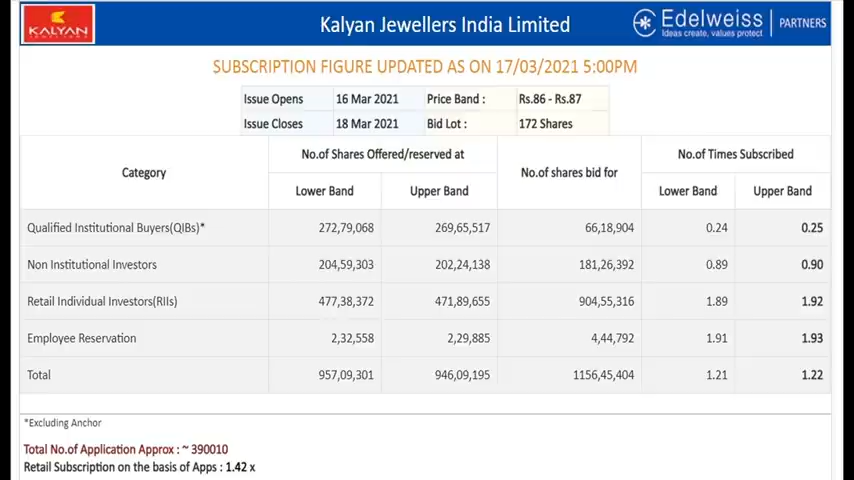 KALYAN
JEWELLERS
Kalyan Jewellers India Limited
Edelweiss
Ideas create, values protect
PARTNERS
SUBSCRIPTION FIGURE UPDATED AS ON 17/03/2021 5:00PM
Issue Opens 16 Mar 2021 Price Band : Rs.86 - Rs.87
Issue Closes 18 Mar 2021 Bid Lot : 172 Shares
Category No.of Shares Offered/reserved at No.of shares bid for No.of Times Subscribed
Lower Band Upper Band Lower Band Upper Band
Qualified Institutional Buyers(QIBs)* 272,79,068 269,65,517 66,18,904 0.24 0.25
Non Institutional Investors 204,59,303 202,24,138 181,26,392 0.89 0.90
Retail Individual Investors(RIIs) 477,38,372 471,89,655 904,55,316 1.89 1.92
Employee Reservation 2,32,558 2,29,885 4,44,792 1.91 1.93
Total 957,09,301 946,09,195 1156,45,404 1.21 1.22
*Excluding Anchor
Total No.of Application Approx : ~ 390010
Retail Subscription on the basis of Apps : 1.42 x